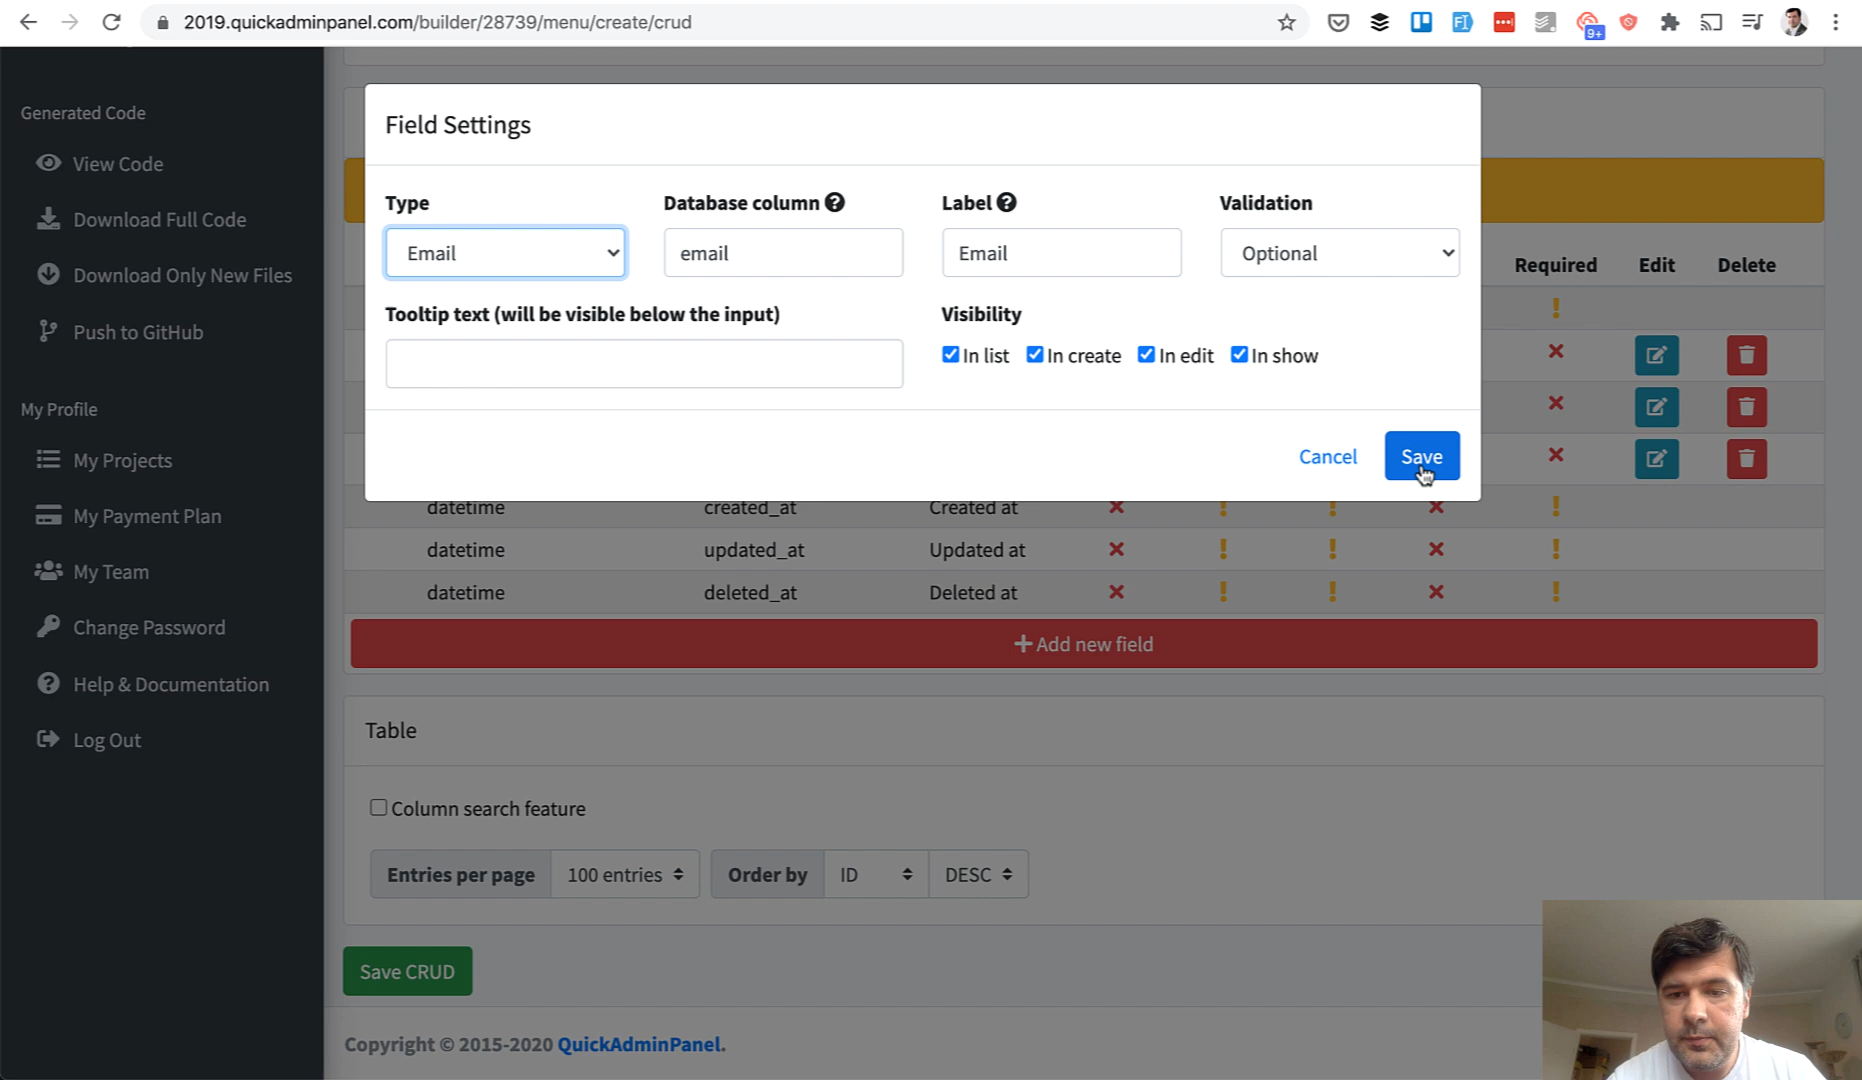 2019.quickadminpanel.com/builder/28739/menu/create/crud
9+
Generated Code
View Code
Download Full Code
Download Only New Files
Push to GitHub
My Profile
My Projects
My Payment Plan
My Team
Change Password
Help & Documentation
Log Out
Field Settings
Type
Database column
Label
Validation
Email
email
Email
Optional
Tooltip text (will be visible below the input)
Visibility
In list
In create
In edit
In show
Cancel
Save
Required
Edit
Delete
datetime created_at Created at
datetime updated_at Updated at
datetime deleted_at Deleted at
Add new field
Table
Column search feature
Entries per page 100 entries Order by ID DESC
Save CRUD
Copyright © 2015-2020 QuickAdminPanel.